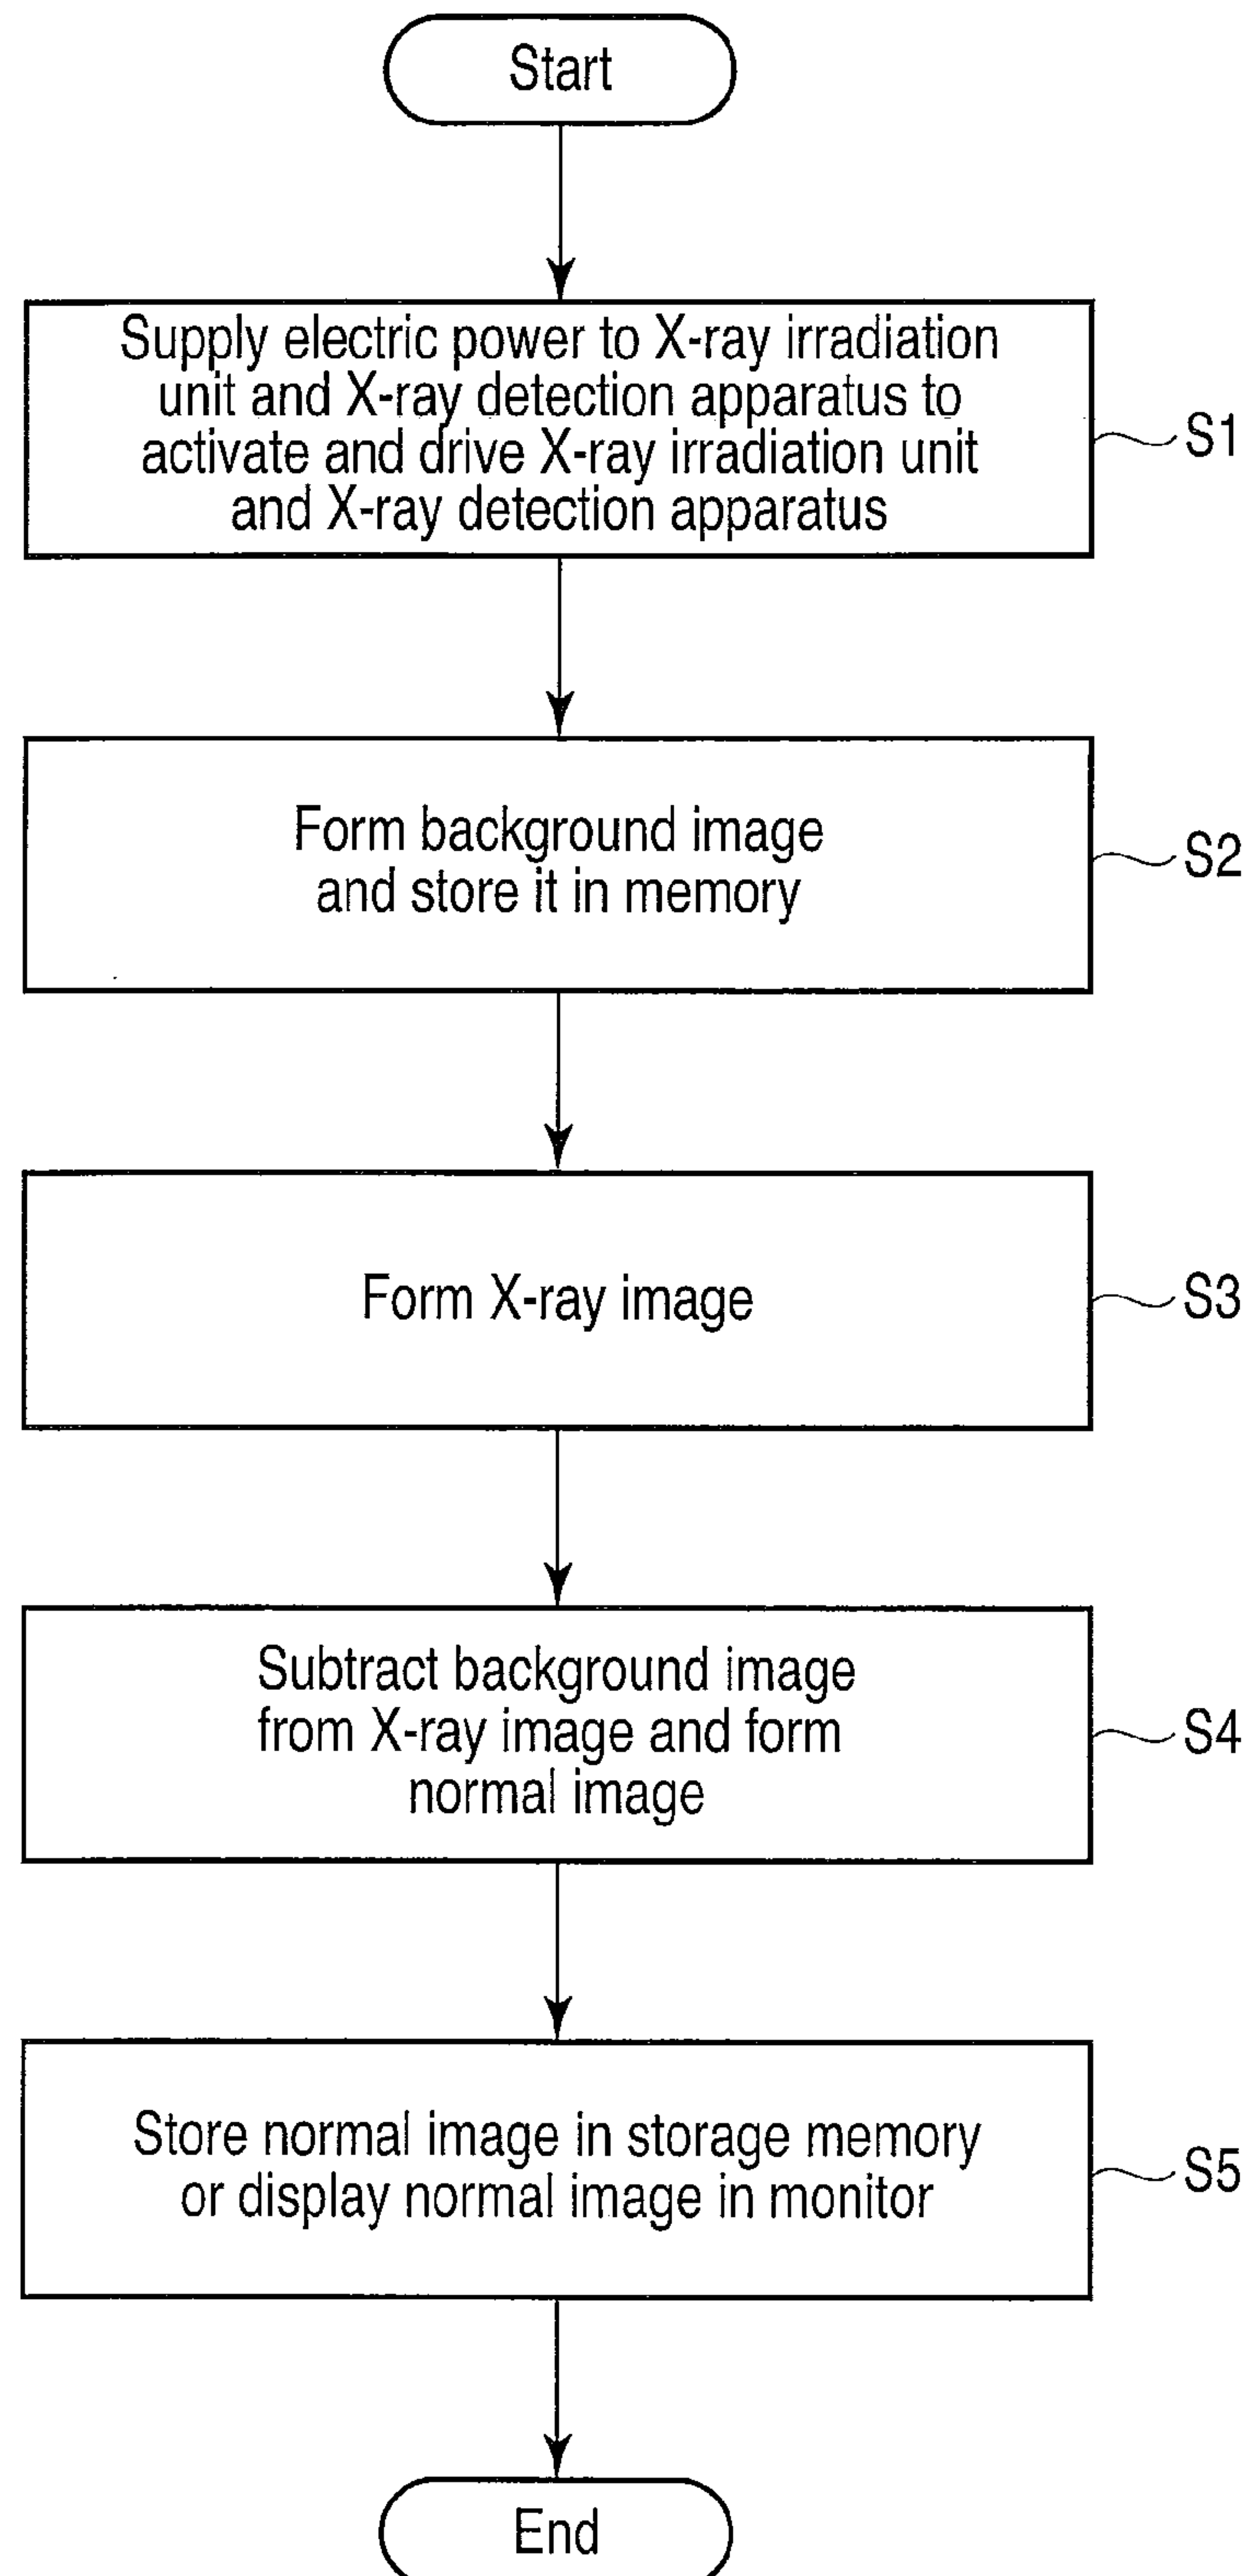 Start
Supply electric power to X-ray irradiation
unit and X-ray detection apparatus to
activate and drive X-ray irradiation unit
and X-ray detection apparatus
S1
Form background image
and store it in memory
S2
Form X-ray image
S3
Subtract background image
from X-ray image and form
normal image
S4
Store normal image in storage memory
or display normal image in monitor
S5
End